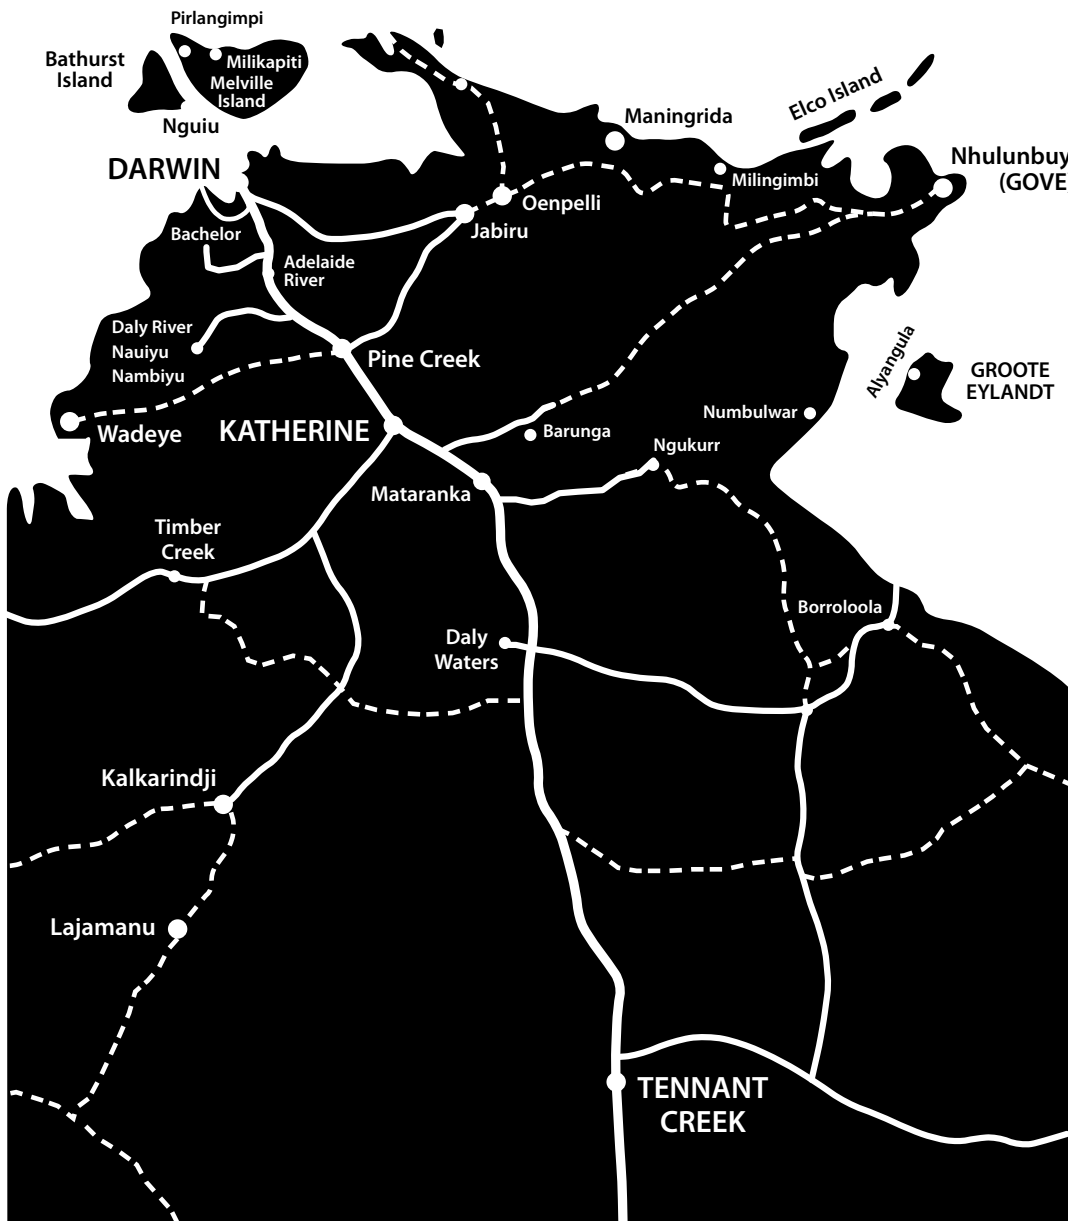 Pirlangimpi
Bathurst
Island
Milikapiti
Melville
Island
Nguiu
Elco Island
Maningrida
DARWIN
Nhulunbuy
(GOVE
Milingimbi
Oenpelli
Jabiru
Bachelor
Adelaide
River
Daly River
Nauiyu
Nambiyu
Pine Creek
Alyangula
GROOTE
EYLANDT
Numbulwar
Wadeye
KATHERINE
Barunga
Ngukurr
Mataranka
Timber
Creek
Borroloola
Daly
Waters
Kalkarindji
Lajamanu
TENNANT
CREEK